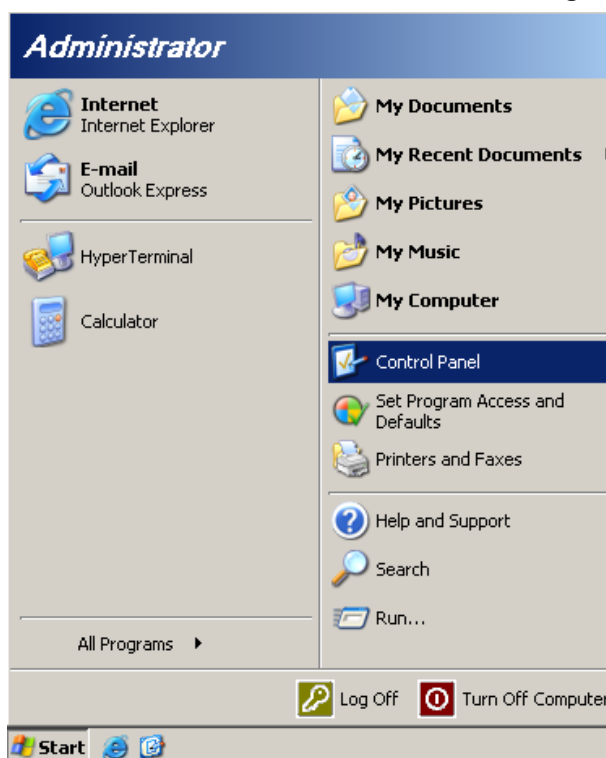 Administrator
Internet
Internet Explorer
E-mail
Outlook Express
HyperTerminal
Calculator
All Programs
My Documents
My Recent Documents
My Pictures
My Music
My Computer
Control Panel
Set Program Access and
Defaults
Printers and Faxes
Help and Support
Search
Run...
Log Off
Turn Off Computer
Start